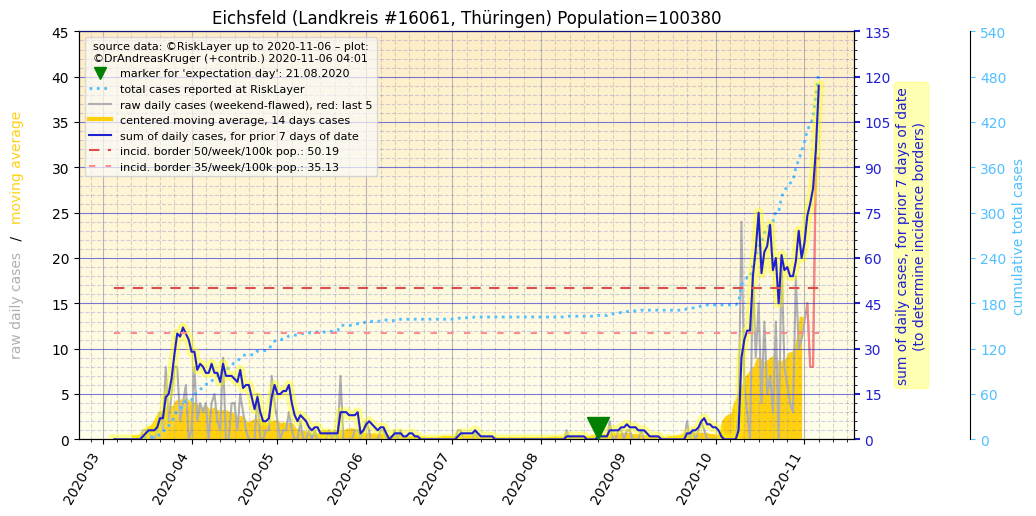 Eichsfeld (Landkreis #16061, Thüringen) Population=100380
source data: ©RiskLayer up to 2020-11-06 – plot:
©DrAndreasKruger (+contrib.) 2020-11-06 04:01
marker for 'expectation day': 21.08.2020
total cases reported at RiskLayer
raw daily cases (weekend-flawed), red: last 5
centered moving average, 14 days cases
sum of daily cases, for prior 7 days of date
incid. border 50/week/100k pop.: 50.19
incid. border 35/week/100k pop.: 35.13
raw daily cases / moving average
45
40
35
30
25
20
15
10
5
0
135
120
105
90
75
60
45
30
15
0
sum of daily cases, for prior 7 days of date
(to determine incidence borders)
540
480
420
360
300
240
180
120
60
0
cumulative total cases
2020-03
2020-04
2020-05
2020-06
2020-07
2020-08
2020-09
2020-10
2020-11